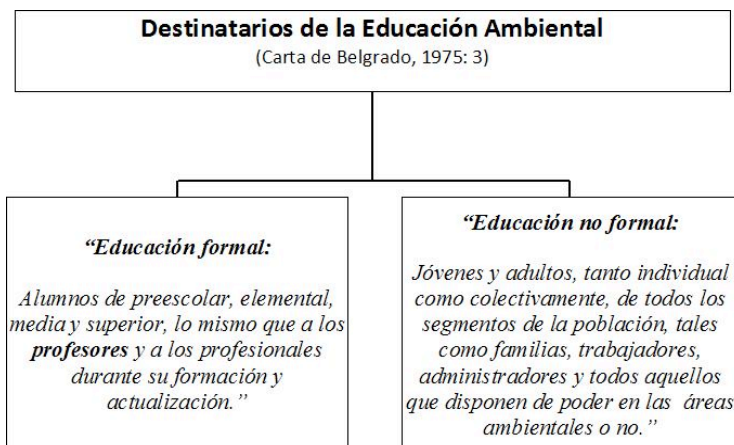 Destinatarios de la Educación Ambiental
(Carta de Belgrado, 1975: 3)
“Educación formal:
Alumnos de preescolar, elemental,
media y superior, lo mismo que a los
profesores y a los profesionales
durante su formación y
actualización.”
“Educación no formal:
Jóvenes y adultos, tanto individual
como colectivamente, de todos los
segmentos de la población, tales
como familias, trabajadores,
administradores y todos aquellos
que disponen de poder en las áreas
ambientales o no.”